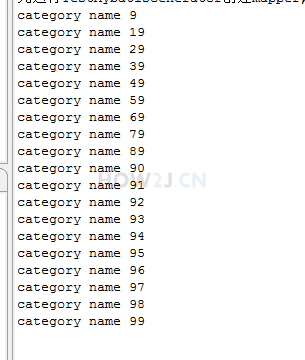 category name 9
category name 19
category name 29
category name 39
category name 49
category name 59
category name 69
category name 79
category name 89
category name 90
category name 91
HOW2J.CN
category name 92
category name 93
category name 94
category name 95
category name 96
category name 97
category name 98
category name 99